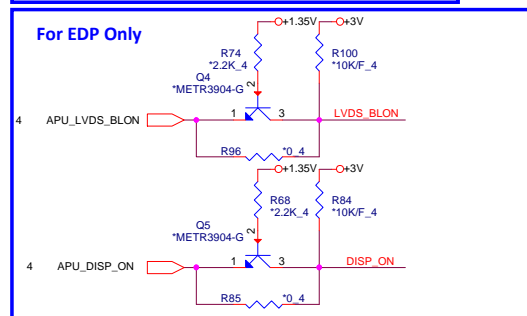 For EDP Only
+1.35V
+3V
R74
*2.2K_4
R100
*10K/F_4
Q4
*METR3904-G
2
4
APU_LVDS_BLON
1
3
LVDS_BLON
R96
*0_4
+1.35V
+3V
R68
*2.2K_4
R84
*10K/F_4
Q5
*METR3904-G
2
4
APU_DISP_ON
1
3
DISP_ON
R85
*0_4